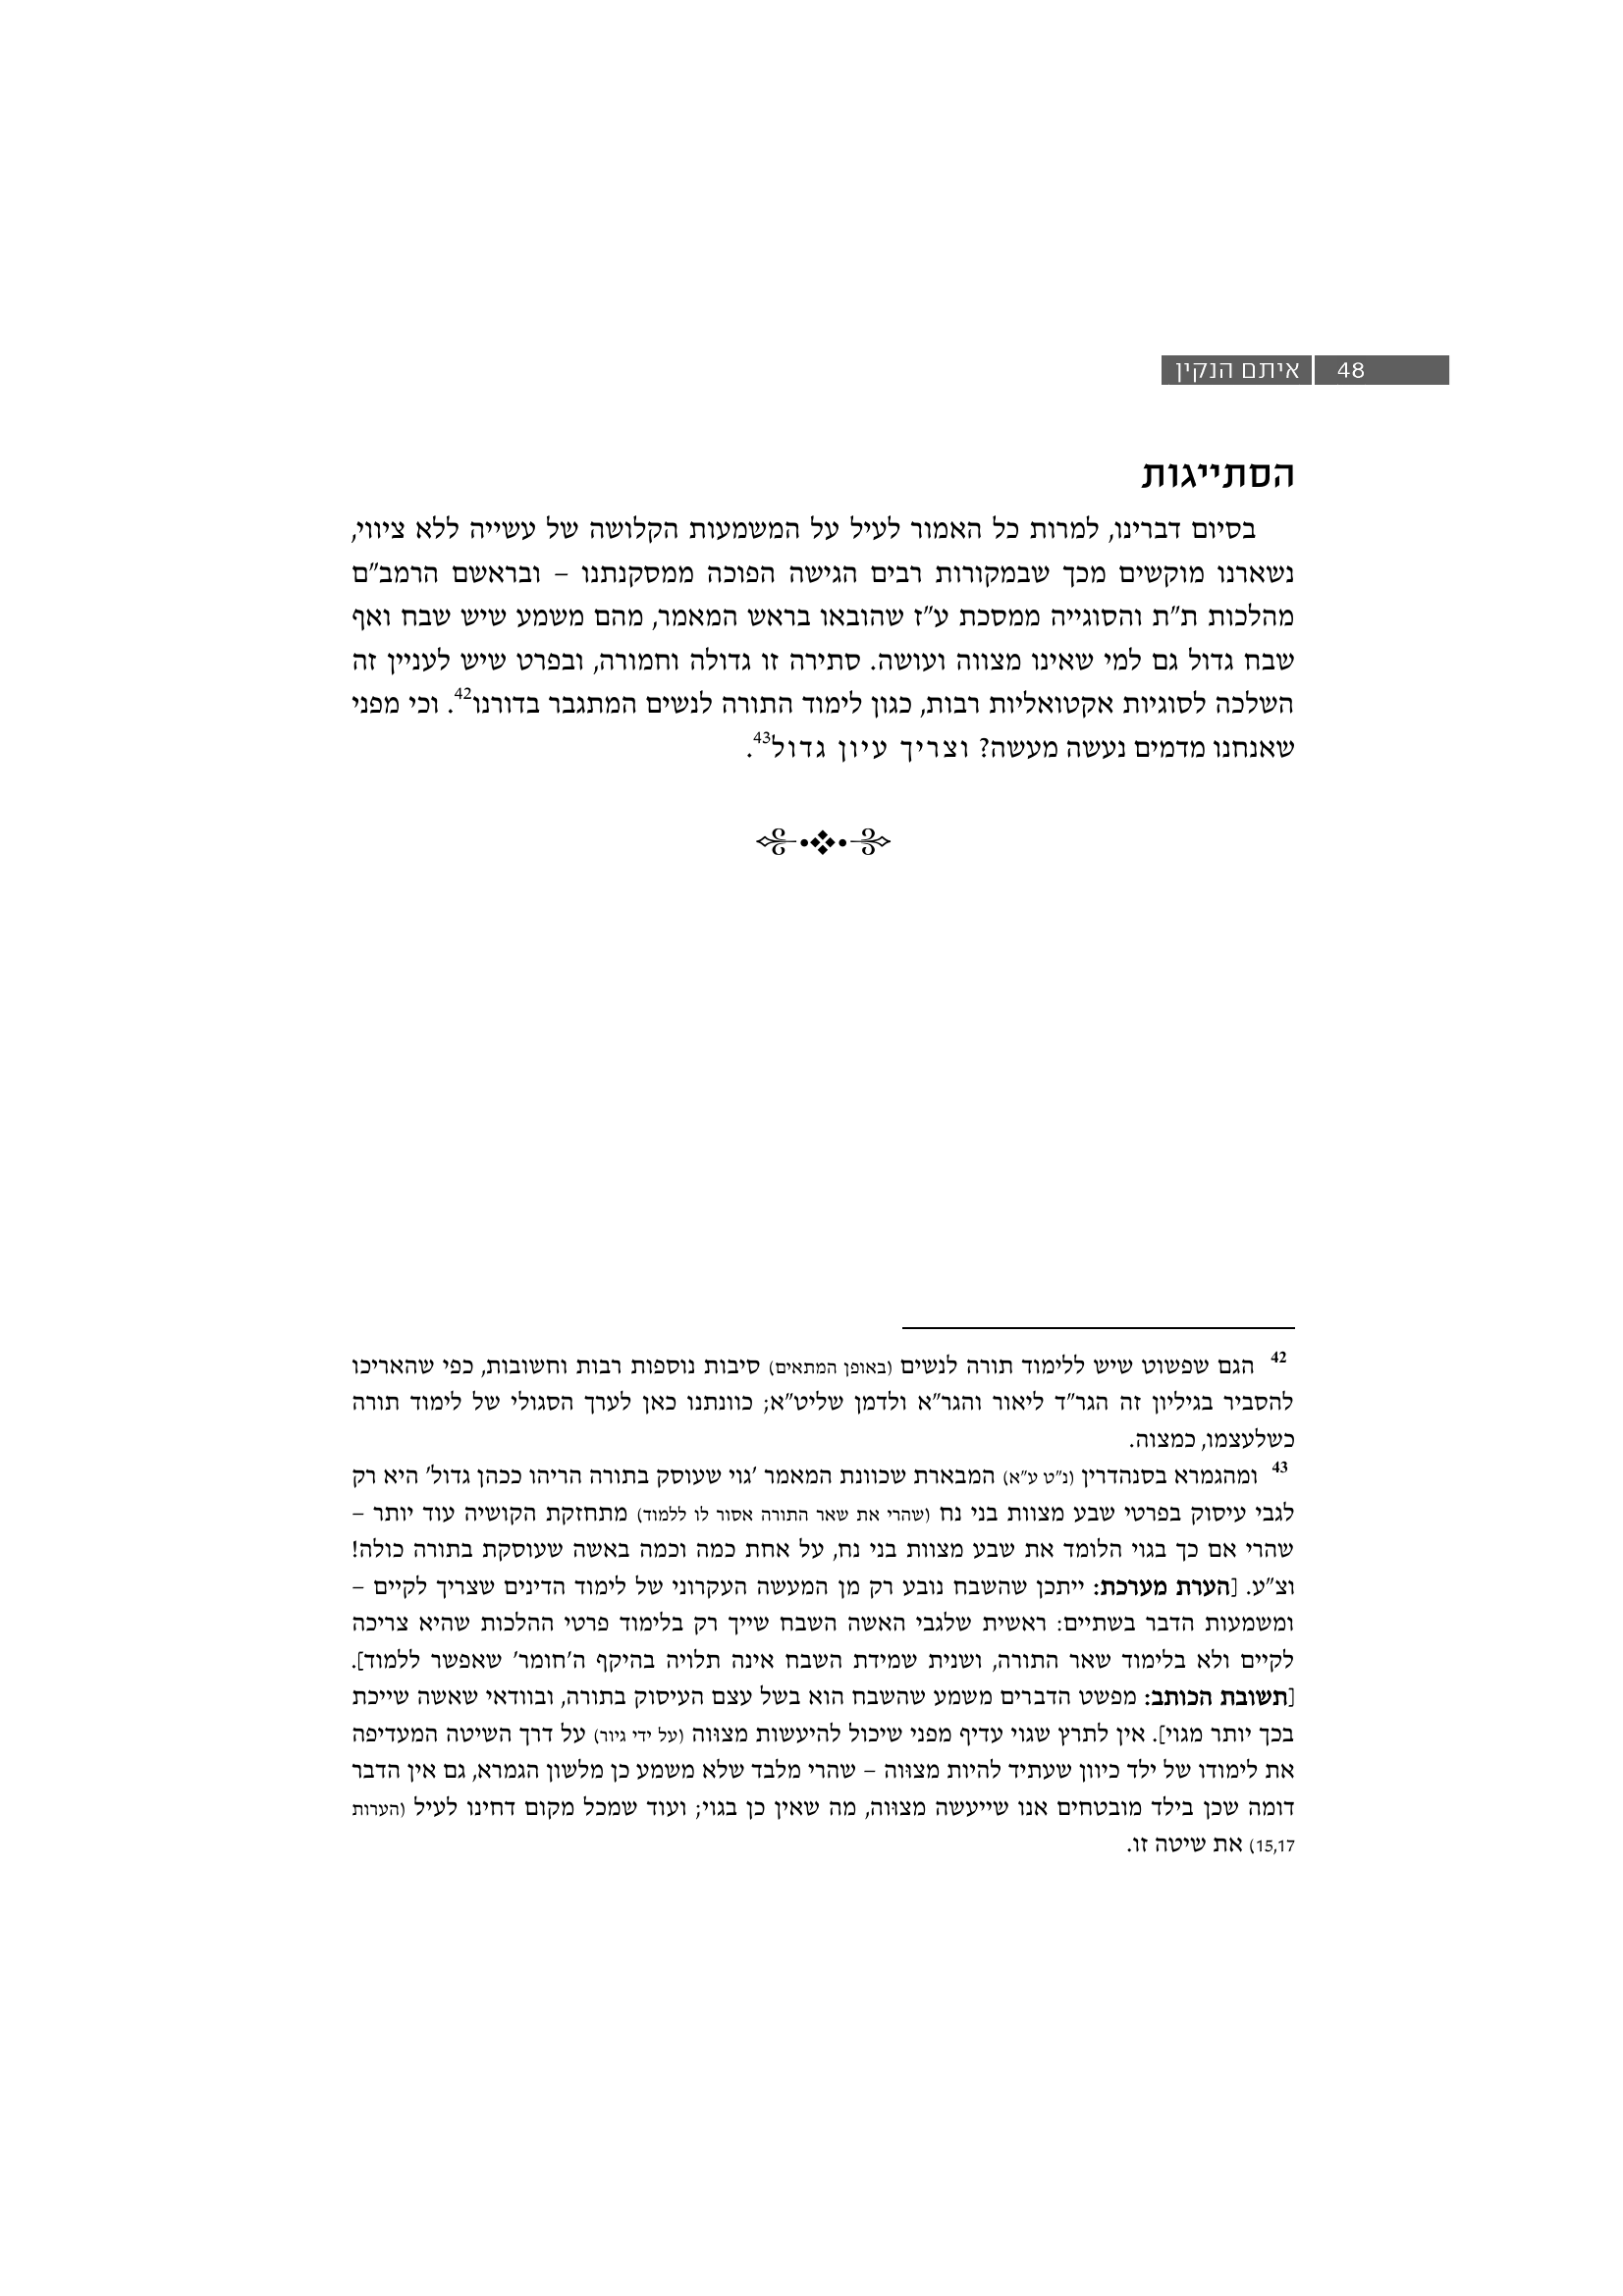 48 איתם הנקין
הסתייגות
בסיום דברינו, למרות כל האמור לעיל על המשמעות הקלושה של עשייה ללא ציווי,
נשארנו מוקשים מכך שבמקורות רבים הגישה הפוכה ממסקנתנו – ובראשם הרמב"ם
מהלכות ת"ת והסוגייה ממסכת ע"ז שהובאו בראש המאמר, מהם משמע שיש שבח ואף
שבח גדול גם למי שאינו מצווה ועושה. סתירה זו גדולה וחמורה, ובפרט שיש לעניין זה
השלכה לסוגיות אקטואליות רבות, כגון לימוד התורה לנשים המתגבר בדורנו42. וכי מפני
שאנחנו מדמים נעשה מעשה? וצריך עיון גדול43.
42 הגם שפשוט שיש ללימוד תורה לנשים (באופן המתאים) סיבות נוספות רבות וחשובות, כפי שהאריכו
להסביר בגיליון זה הגר"ד ליאור והגר"א ולדמן שליט"א; כוונתנו כאן לערך הסגולי של לימוד תורה
כשלעצמו, כמצוה.
43 ומהגמרא בסנהדרין (נ"ט ע"א) המבארת שכוונת המאמר 'גוי שעוסק בתורה הריהו ככהן גדול' היא רק
לגבי עיסוק בפרטי שבע מצוות בני נח (שהרי את שאר התורה אסור לו ללמוד) מתחזקת הקושיה עוד יותר –
שהרי אם כך בגוי הלומד את שבע מצוות בני נח, על אחת כמה וכמה באשה שעוסקת בתורה כולה!
וצ"ע. [הערת מערכת: ייתכן שהשבח נובע רק מן המעשה העקרוני של לימוד הדינים שצריך לקיים –
ומשמעות הדבר בשתיים: ראשית שלגבי האשה השבח שייך רק בלימוד פרטי ההלכות שהיא צריכה
לקיים ולא בלימוד שאר התורה, ושנית שמידת השבח אינה תלויה בהיקף ה'חומר' שאפשר ללמוד].
[תשובת הכותב: מפשט הדברים משמע שהשבח הוא בשל עצם העיסוק בתורה, ובוודאי שאשה שייכת
בכך יותר מגוי]. אין לתרץ שגוי עדיף מפני שיכול להיעשות מצוּוה (על ידי גיור) על דרך השיטה המעדיפה
את לימודו של ילד כיוון שעתיד להיות מצוּוה – שהרי מלבד שלא משמע כן מלשון הגמרא, גם אין הדבר
דומה שכן בילד מובטחים אנו שייעשה מצוּוה, מה שאין כן בגוי; ועוד שמכל מקום דחינו לעיל (הערות
15,17) את שיטה זו.